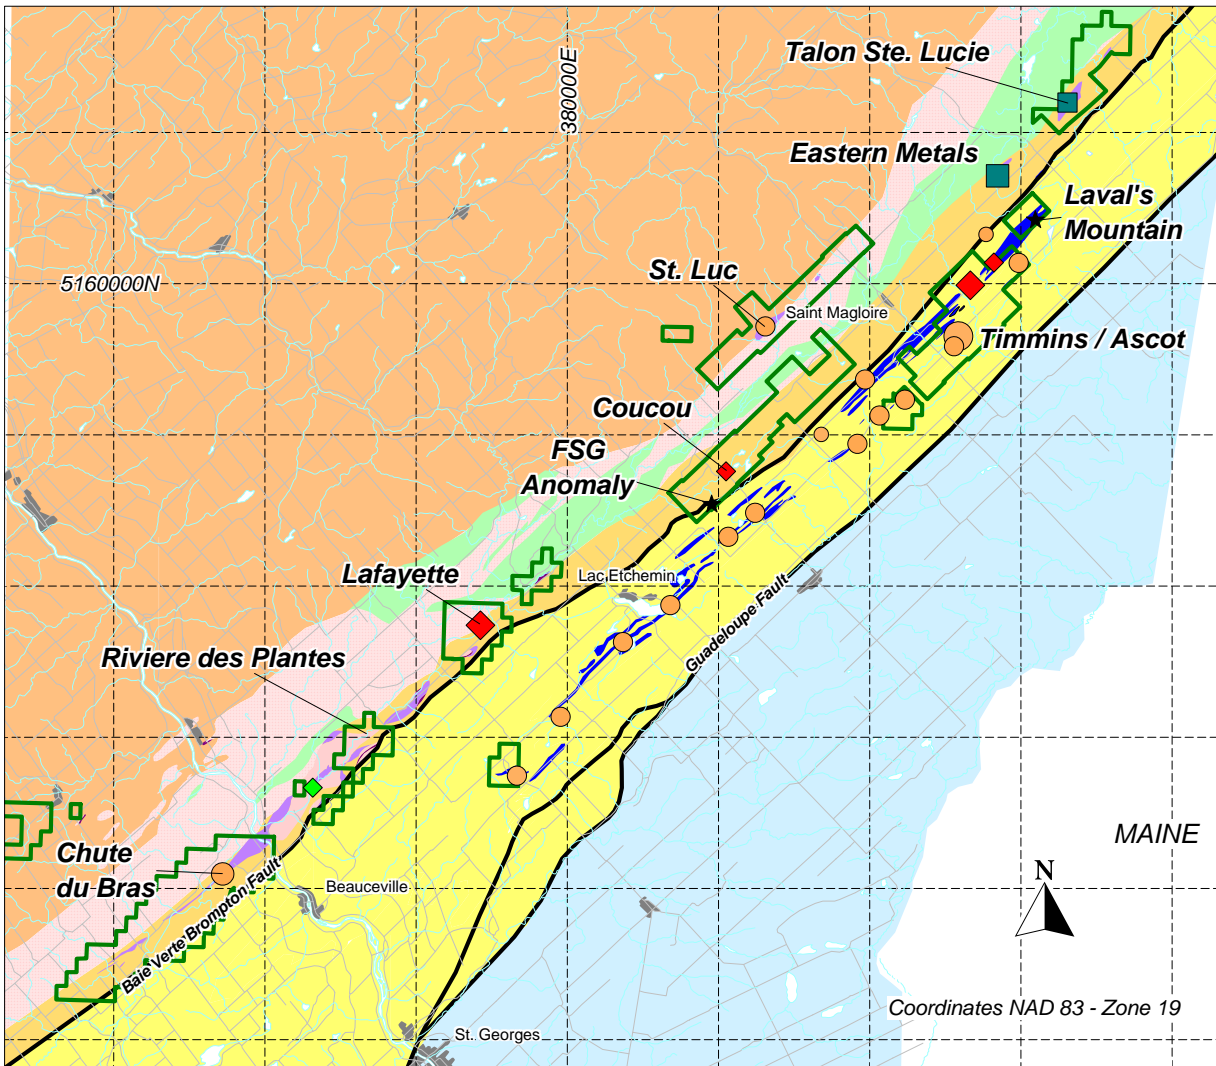 380000E
Talon Ste. Lucie
Eastern Metals
Laval's
Mountain
St. Luc
5160000N
Saint Magloire
Timmins / Ascot
Coucou
FSG
Anomaly
Lafayette
Lac Etchemin
Guadeloupe Fault
Riviere des Plantes
MAINE
Chute
du Bras
Beauceville
N
Baie Verte Brompton Fault
Coordinates NAD 83 - Zone 19
St. Georges